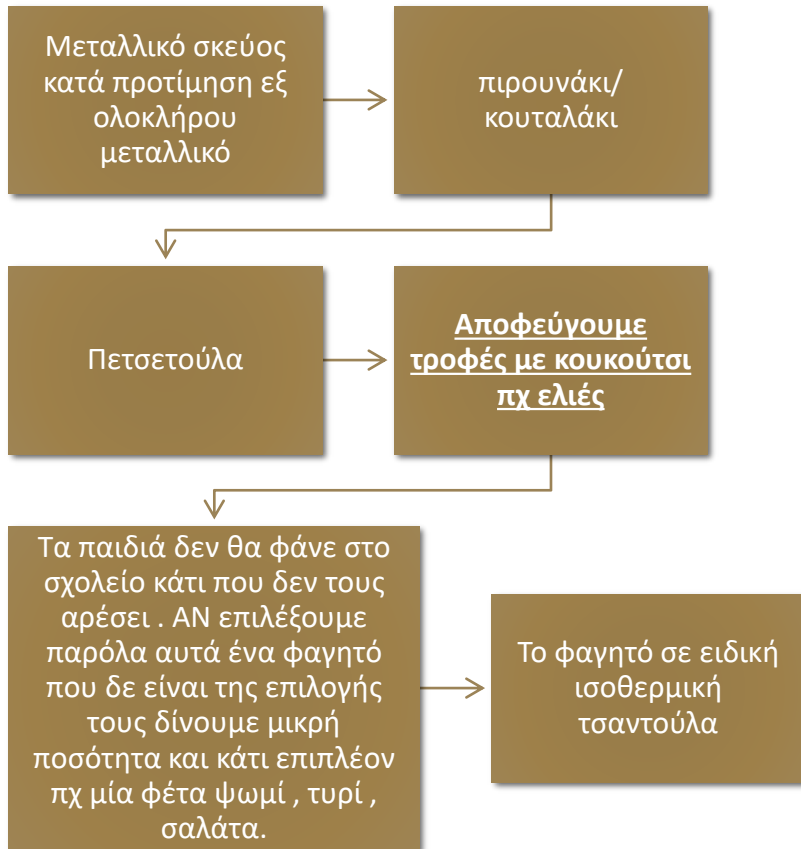 Μεταλλικό σκεύος
κατά προτίμηση εξ
ολοκλήρου
μεταλλικό
πιρουνάκι/
κουταλάκι
Πετσετούλα
Αποφεύγουμε
τροφές με κουκούτσι
πχ ελιές
Τα παιδιά δεν θα φάνε στο
σχολείο κάτι που δεν τους
αρέσει . ΑΝ επιλέξουμε
παρόλα αυτά ένα φαγητό
που δε είναι της επιλογής
τους δίνουμε μικρή
ποσότητα και κάτι επιπλέον
πχ μία φέτα ψωμί , τυρί ,
σαλάτα.
Το φαγητό σε ειδική
ισοθερμική
τσαντούλα